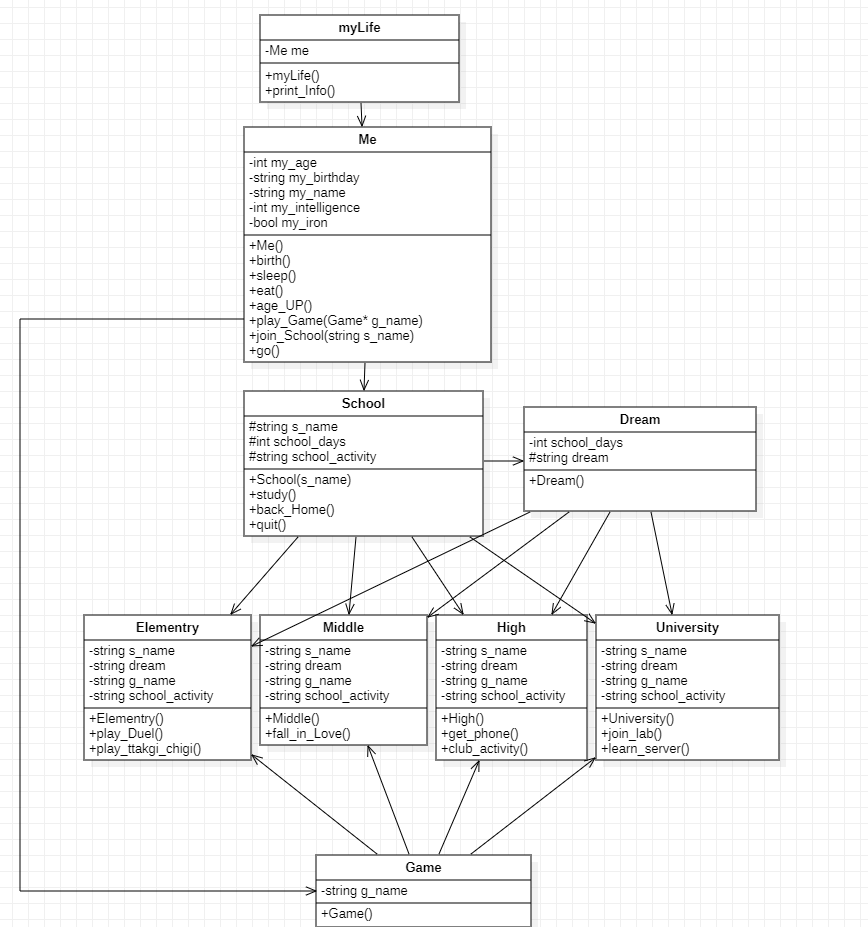 myLife
-Me me
+myLife()
+print_Info()
Me
-int my_age
-string my_birthday
-string my_name
-int my_intelligence
-bool my_iron
+Me()
+birth()
+sleep()
+eat()
+age_UP()
+play_Game(Game* g_name)
+join_School(string s_name)
+go()
School
#string s_name
#int school_days
#string school_activity
+School(s_name)
+study()
+back_Home()
+quit()
Dream
-int school_days
#string dream
+Dream()
Elementry
-string s_name
-string dream
-string g_name
-string school_activity
+Elementry()
+play_Duel()
+play_ttakgi_chigi()
Middle
-string s_name
-string dream
-string g_name
-string school_activity
+Middle()
+fall_in_Love()
High
-string s_name
-string dream
-string g_name
-string school_activity
+High()
+get_phone()
+club_activity()
University
-string s_name
-string dream
-string g_name
-string school_activity
+University()
+join_lab()
+learn_server()
Game
-string g_name
+Game()